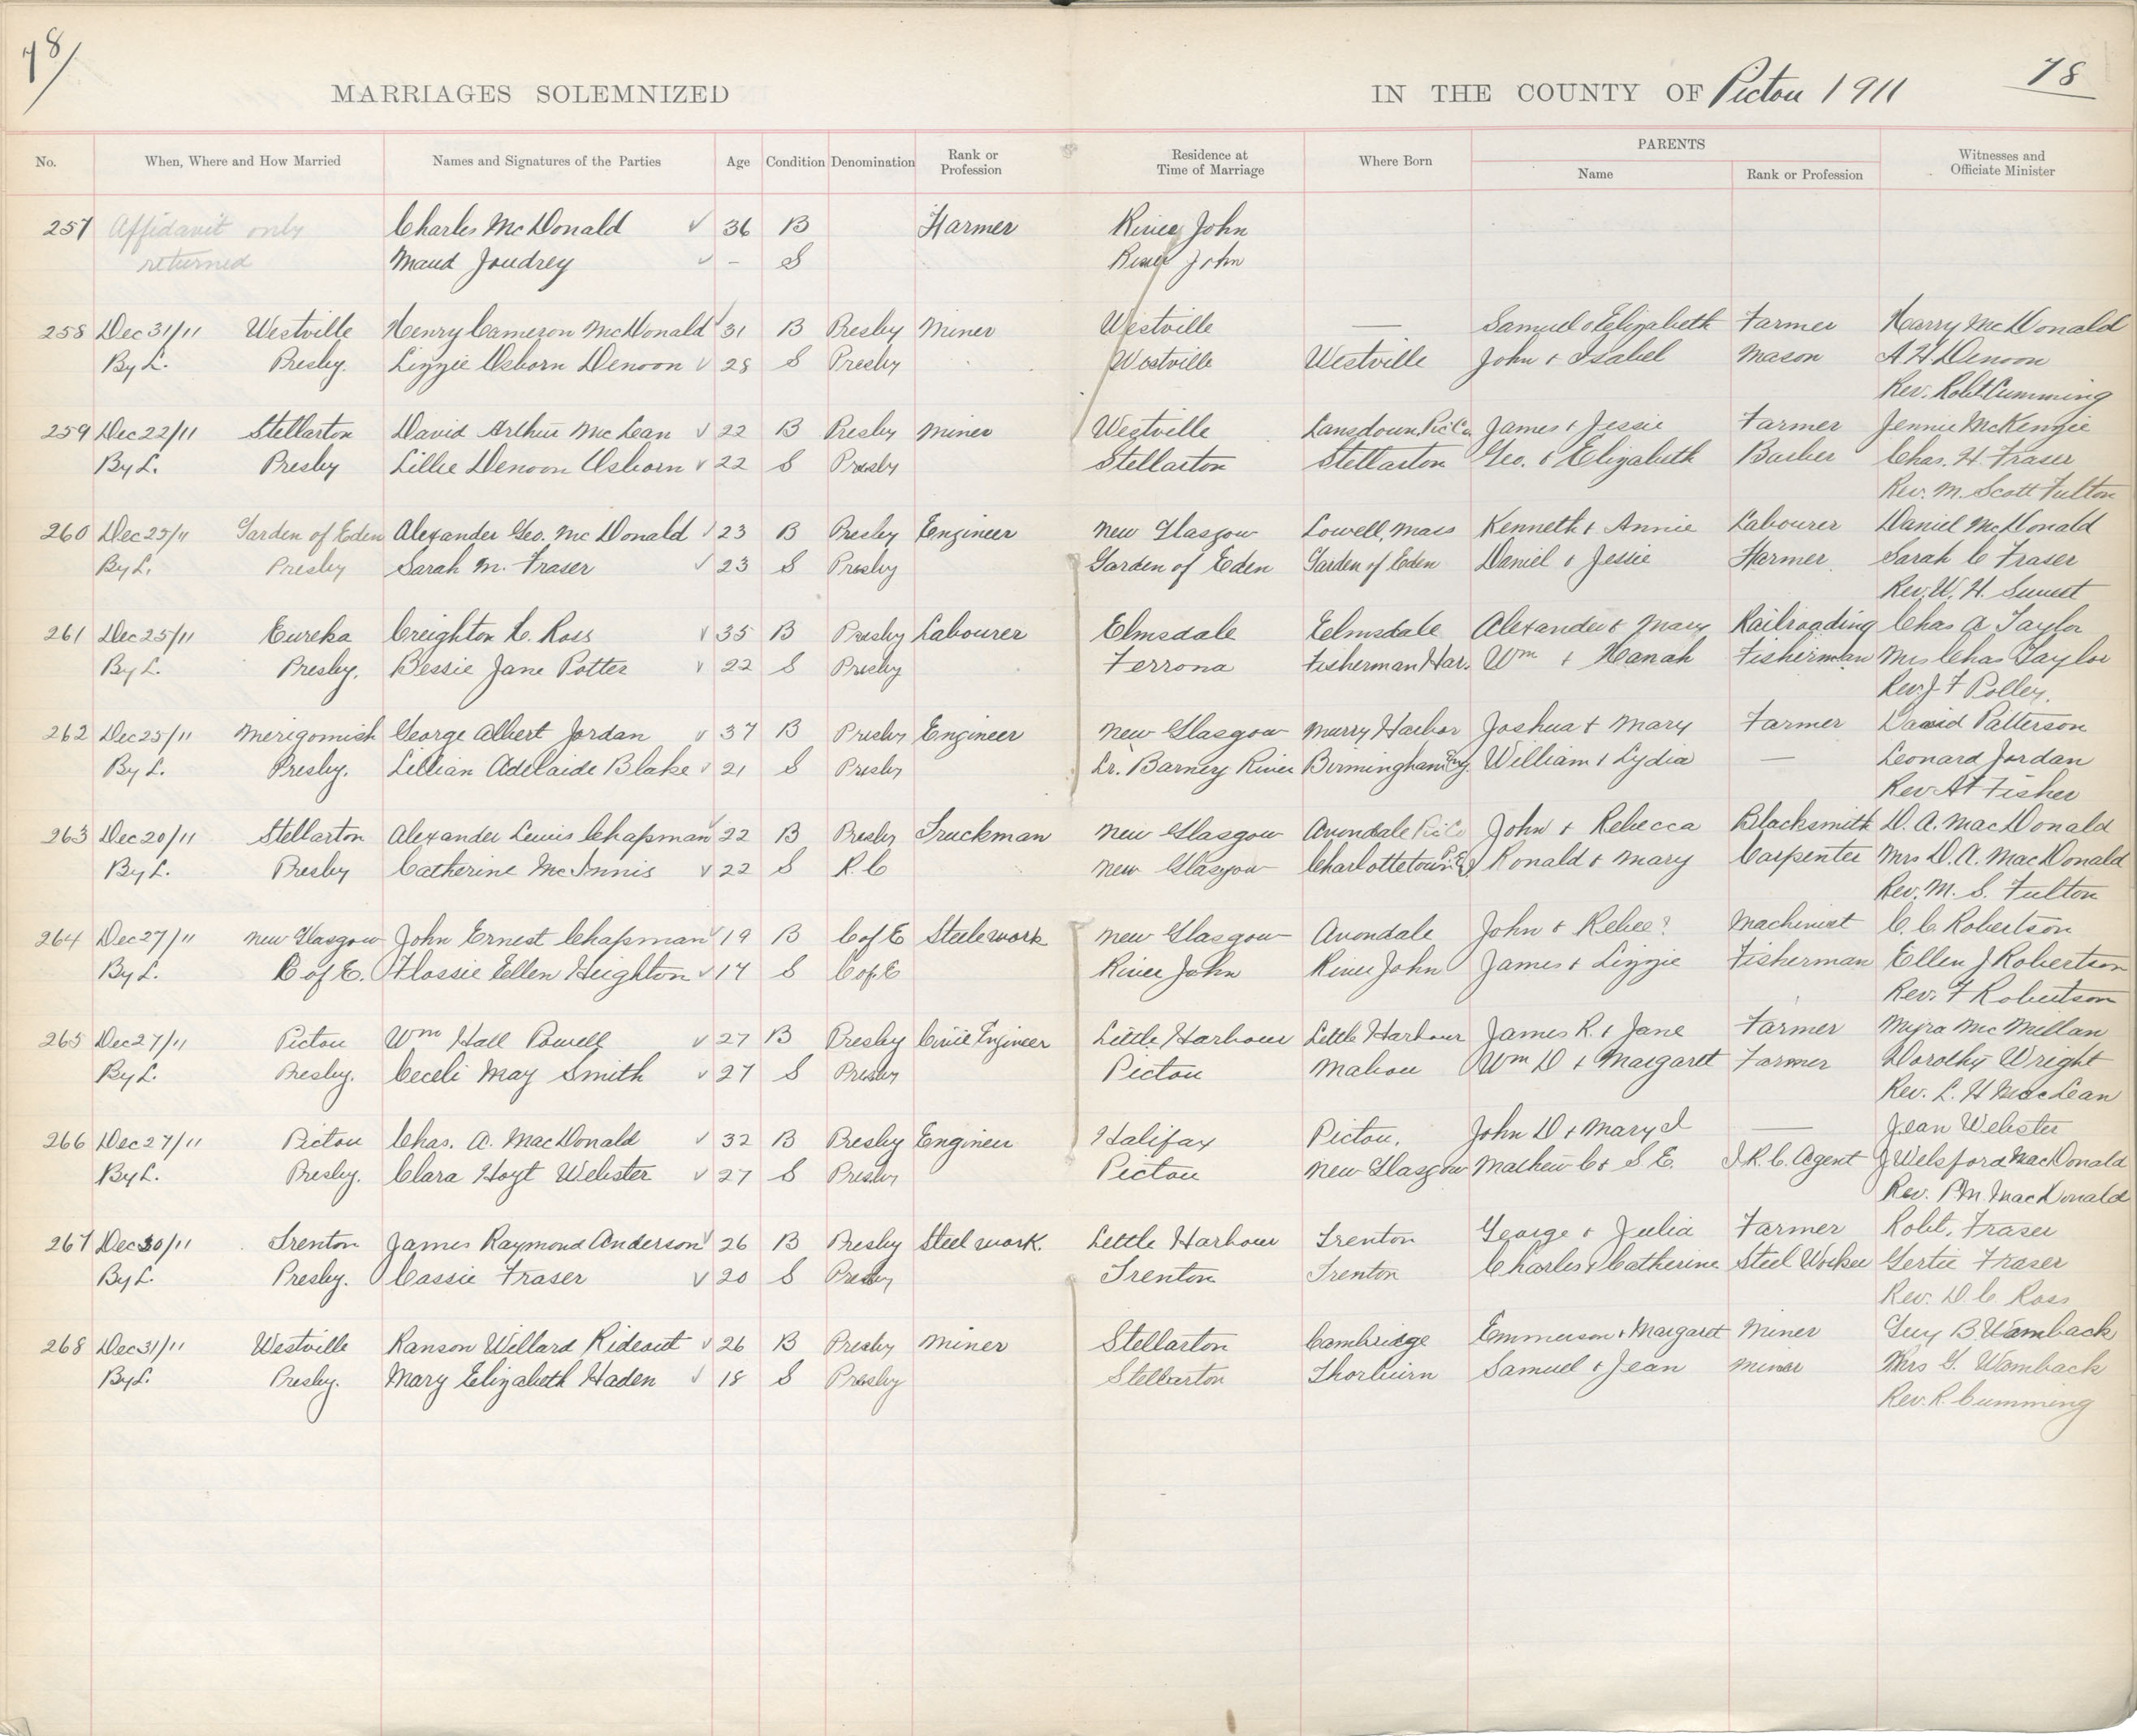 78/
78
MARRIAGES SOLEMNIZED IN THE COUNTY OF Pictou 1911
No. When, Where and How Married Names and Signatures of the Parties Age Condition Denomination Rank or Profession Residence at Time of Marriage Where Born PARENTS Name Rank or Profession Witnesses and Officiate Minister
257 Affidavit only Charles McDonald ✓ 36 B Farmer River John
returned Maud Joudrey ✓ - S River John
258 Dec 31/11 Westville Henry Cameron McDonald ✓ 31 B Presby Miner Westville — Samuel & Elizabeth Farmer Harry McDonald
By L. Presby. Lizzie Osborn Denoon ✓ 28 S Presby Westville Westville John + Isabel Mason A H Denoon
Rev. Robt Cumming
259 Dec 22/11 Stellarton David Arthur McLean ✓ 22 B Presby Miner Westville Lansdown, Pic Co James + Jessie Farmer Jennie McKenzie
By L. Presby Lillie Denoon Osborn ✓ 22 S Presby Stellarton Stellarton Geo. & Elizabeth Barber Chas. H. Fraser
Rev. M. Scott Fulton
260 Dec 25/11 Garden of Eden Alexander Geo. McDonald ✓ 23 B Presby Engineer New Glasgow Lowell, Mass Kenneth + Annie Labourer Daniel McDonald
By L. Presby Sarah M. Fraser ✓ 23 S Presby Garden of Eden Garden of Eden Daniel & Jessie Farmer Sarah C Fraser
Rev. W. H. Sweet
261 Dec 25/11 Eureka Creighton L. Ross ✓ 35 B Presby Labourer Elmsdale Eelmsdale Alexander & Mary Railroading Chas A Taylor
By L. Presby. Bessie Jane Potter ✓ 22 S Presby Ferrona Fisherman Har. Wm + Hanah Fisherman Mrs Chas Taylor
Rev. J F Polley.
262 Dec 25/11 Merigomish George Albert Jordan ✓ 37 B Presby Engineer New Glasgow Murry Harbor Joshua + Mary Farmer David Patterson
By L. Presby. Lillian Adelaide Blake ✓ 21 S Presby Lr. Barney River Birmingham Eng. William & Lydia — Leonard Jordan
Rev A F Fisher
263 Dec 20/11 Stellarton Alexander Lewis Chapman ✓ 22 B Presby Truckman New Glasgow Avondale Pic Co John + Rebecca Blacksmith D. A. MacDonald
By L. Presby Catherine McInnis ✓ 22 S R. C New Glasgow Charlottetown P.E.I Ronald & Mary Carpenter Mrs D. A. MacDonald
Rev. M. S. Fulton
264 Dec 27/11 New Glasgow John Ernest Chapman ✓ 19 B C of E Steelework New Glasgow Avondale John & Rebec? Machinist C. C. Robertson
By L. C of E. Flossie Ellen Heighton ✓ 17 S C of E River John River John James + Lizzie Fisherman Ellen J Robertson
Rev. F Robertson
265 Dec 27/11 Pictou Wm Hall Powell ✓ 27 B Presby Civil Engineer Little Harbour Little Harbour James R. & Jane Farmer Myra McMillan
By L. Presby. Ceceli May Smith ✓ 27 S Presby Pictou Mabou Wm D + Margaret Farmer Dorothy Wright
Rev. L. H MacLean
266 Dec 27/11 Pictou Chas. A. MacDonald ✓ 32 B Presby Engineer Halifax Pictou. John D + Mary I — Jean Webster
By L. Presby. Clara Hoyt Webster ✓ 27 S Presby Pictou New Glasgow Mathew C & S E. I. R. C. Agent J Welsford MacDonald
Rev. P.M. MacDonald
267 Dec 30/11 Trenton James Raymond Anderson ✓ 26 B Presby Steel work. Little Harbour Trenton George & Julia Farmer Robt. Fraser
By L. Presby. Cassie Fraser ✓ 20 S Presby Trenton Trenton Charles & Catherine Steel Worker Gertie Fraser
Rev. D. C. Ross
268 Dec 31/11 Westville Ranson Willard Rideout ✓ 26 B Presby Miner Stellarton Cambridge Emmerson + Margaret Miner Guy B. Wamback
By L. Presby. Mary Elizabeth Haden ✓ 18 S Presby Stellarton Thorburn Samuel + Jean Miner Mrs G. Wamback
Rev. R. Cumming